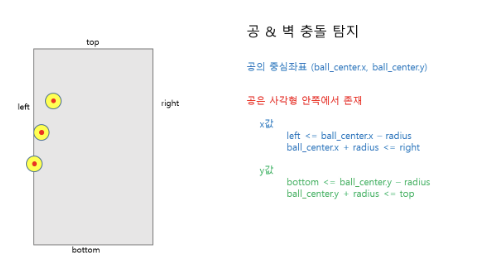 공 & 벽 충돌 탐지
top
공의 중심좌표 (ball_center.x, ball_center.y)
left
right
공은 사각형 안쪽에서 존재
x값
left <= ball_center.x - radius
ball_center.x + radius <= right
y값
bottom <= ball_center.y - radius
ball_center.y + radius <= top
bottom